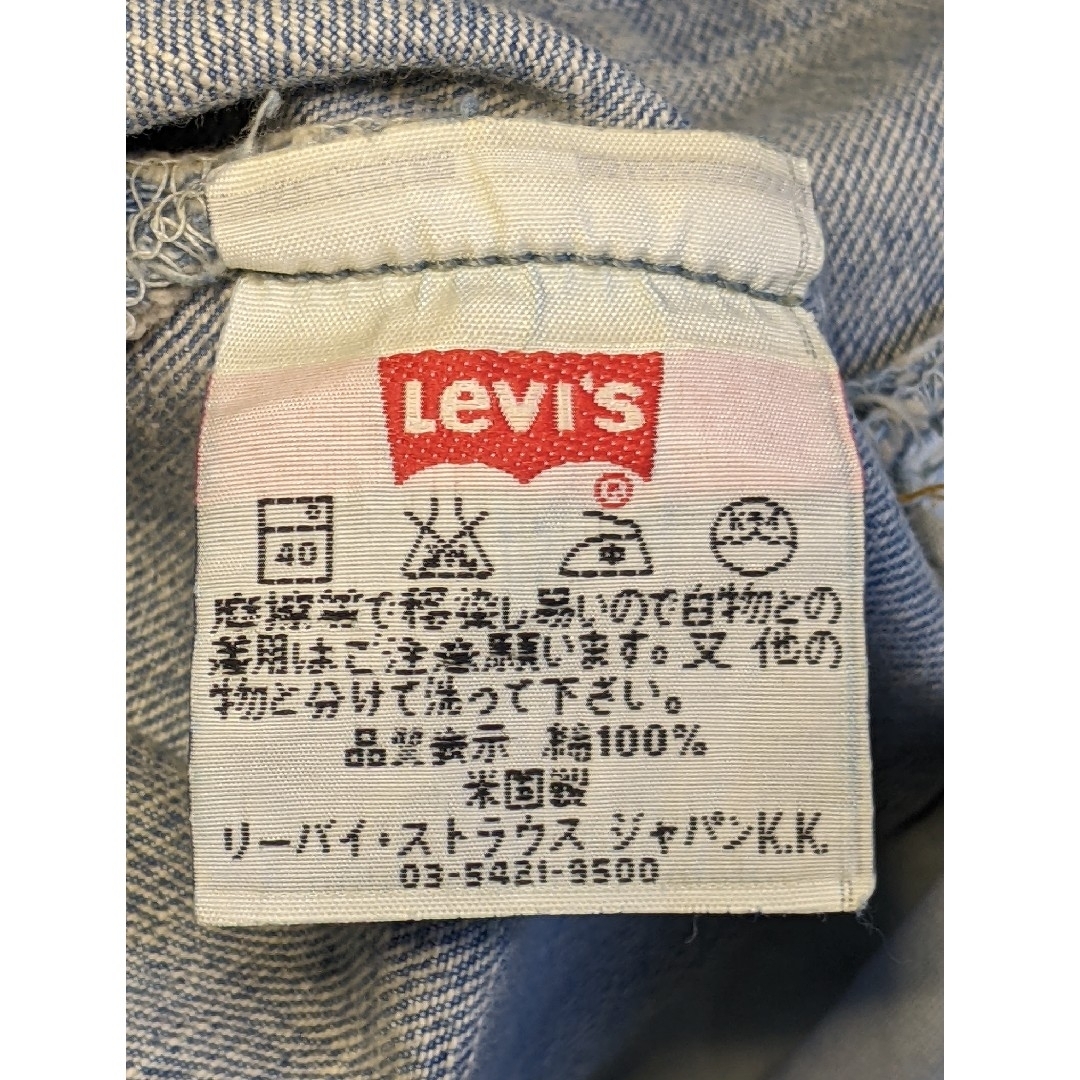 Levi's
®
40
中
摩擦等で移染し易いので白物との
着用はご注意願います。又 他の
物と分けて洗って下さい。
品質表示 綿100%
米国製
リーバイ・ストラウス ジャパンK.K.
03-5421-9500